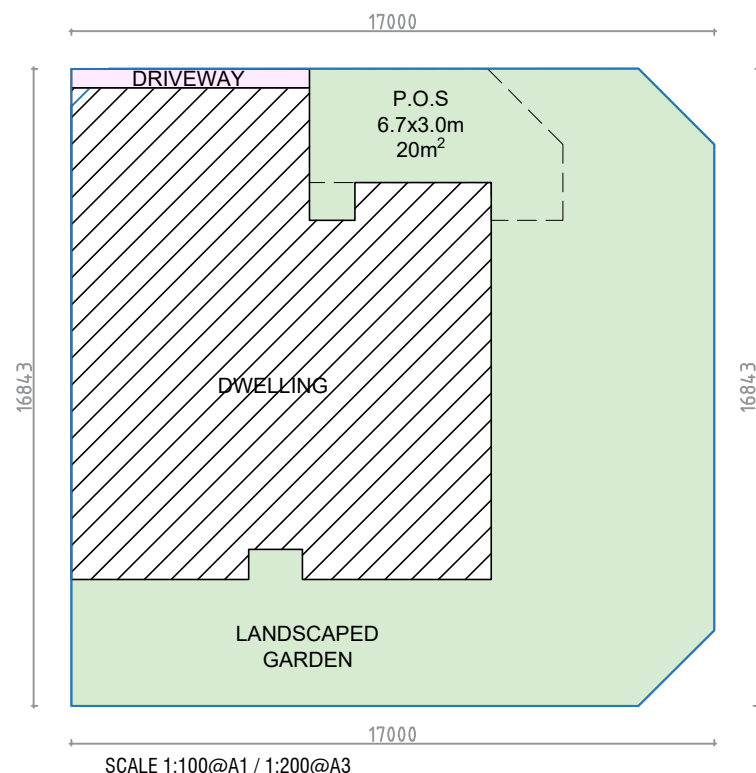 17000
DRIVEWAY
P.O.S
6.7x3.0m
20m²
16843
16843
DWELLING
LANDSCAPED
GARDEN
17000
SCALE 1:100@A1 / 1:200@A3